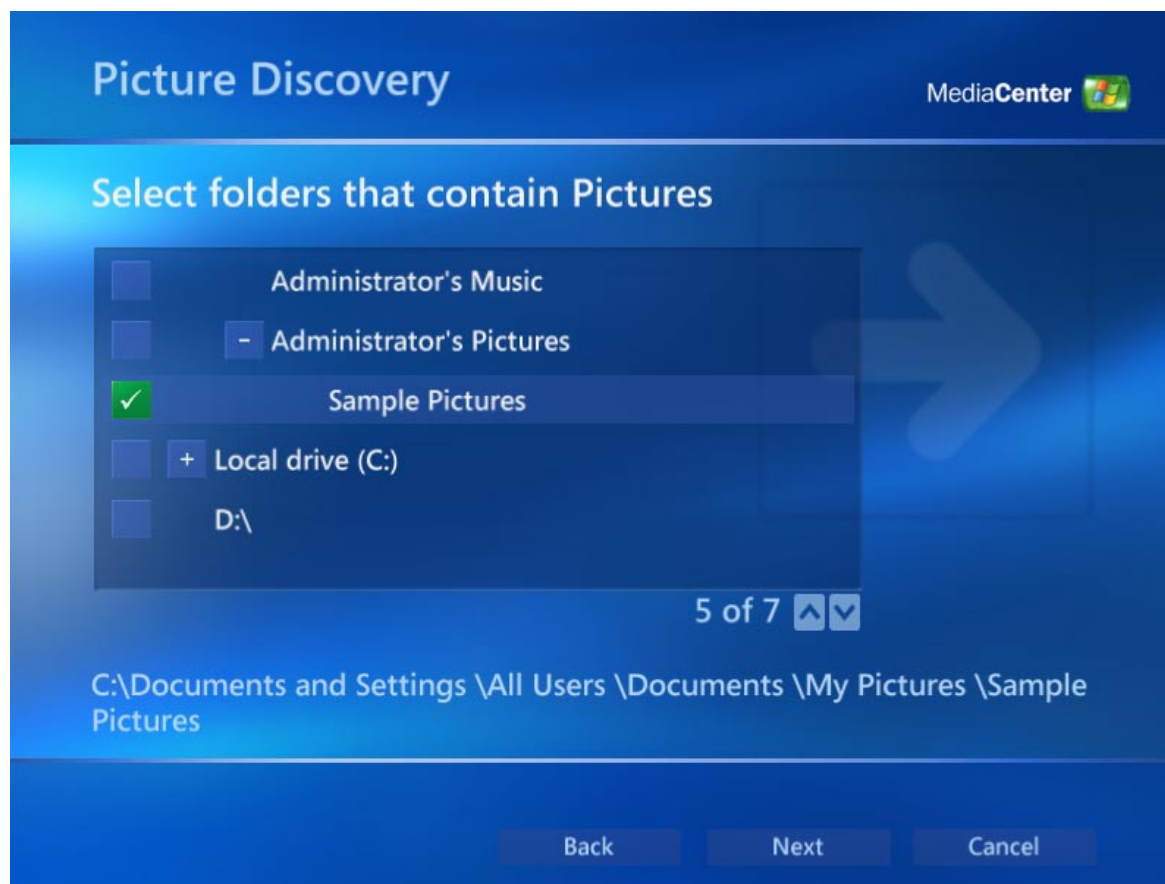 Picture Discovery
MediaCenter
Select folders that contain Pictures
Administrator's Music
- Administrator's Pictures
✓ Sample Pictures
+ Local drive (C:)
D:\
5 of 7
C:\Documents and Settings \All Users \Documents \My Pictures \Sample
Pictures
Back Next Cancel